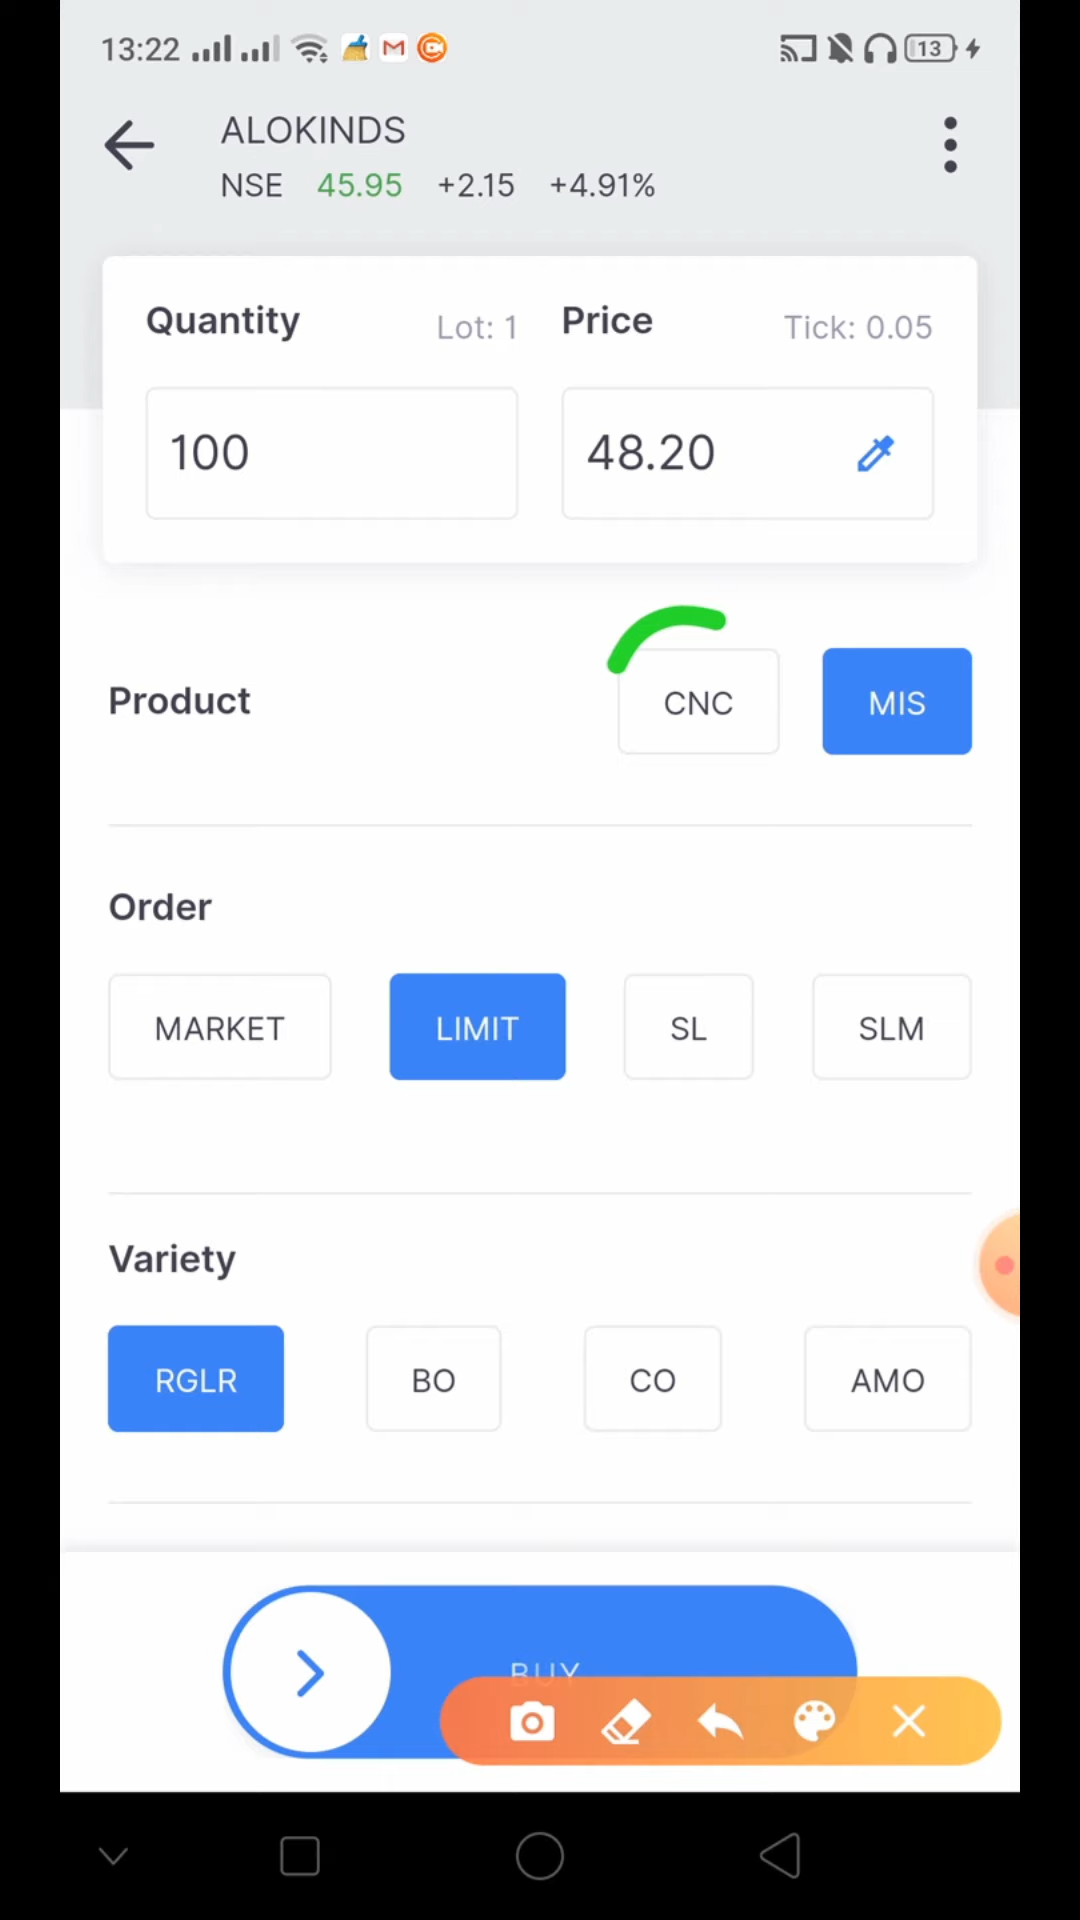 13:22 13
ALOKINDS
NSE 45.95 +2.15 +4.91%
Quantity Lot: 1 Price Tick: 0.05
100 48.20
Product CNC MIS
Order
MARKET LIMIT SL SLM
Variety
RGLR BO CO AMO
BUY